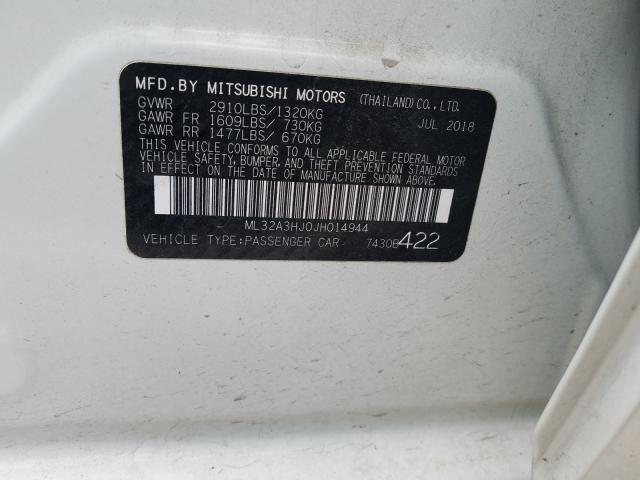 MFD.BY MITSUBISHI MOTORS (THAILAND) CO., LTD.
GVWR 2910LBS/1320KG JUL 2018
GAWR FR 1609LBS/ 730KG
GAWR RR 1477LBS/ 670KG
THIS VEHICLE CONFORMS TO ALL APPLICABLE FEDERAL MOTOR
VEHICLE SAFETY, BUMPER, AND THEFT PREVENTION STANDARDS
IN EFFECT ON THE DATE OF MANUFACTURE SHOWN ABOVE.
ML32A3HJ0JH014944
VEHICLE TYPE:PASSENGER CAR 7430B422